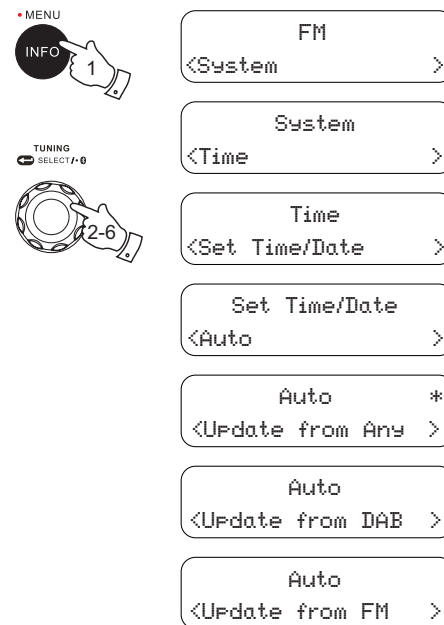 • MENU
INFO
1
TUNING
SELECT/•
2-6
FM
<System >
System
<Time >
Time
<Set Time/Date >
Set Time/Date
<Auto >
Auto *
<Update from Any >
Auto
<Update from DAB >
Auto
<Update from FM >